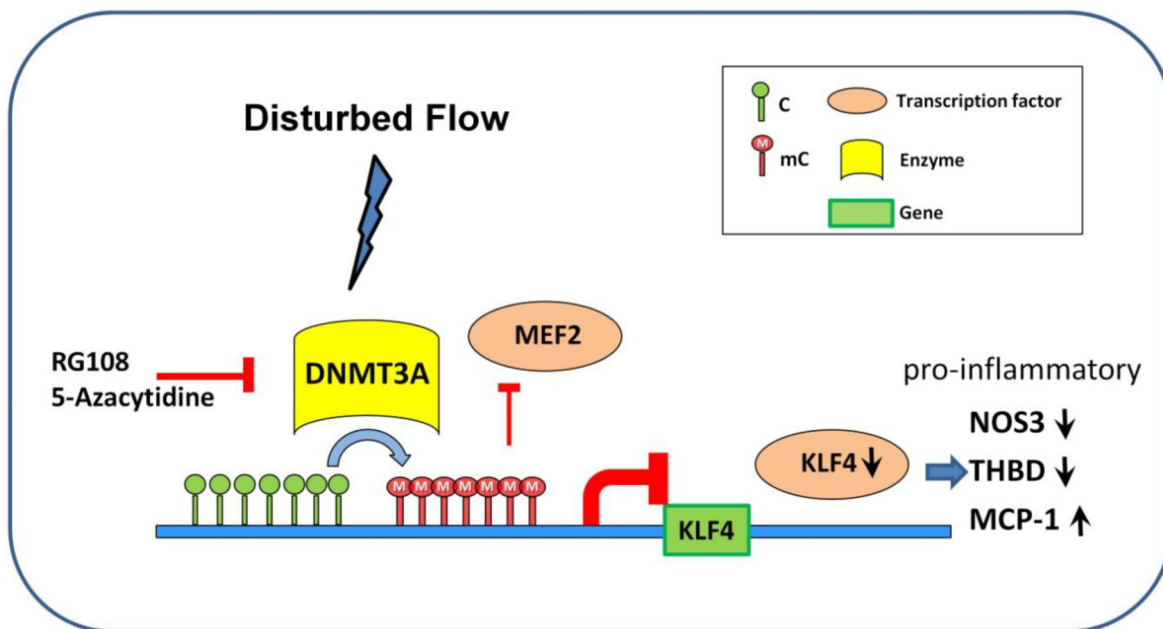 Disturbed Flow
C
Transcription factor
M
mC
Enzyme
Gene
RG108
5-Azacytidine
DNMT3A
MEF2
pro-inflammatory
NOS3 ↓
KLF4 ↓
THBD ↓
MCP-1 ↑
M M M M M M M
KLF4